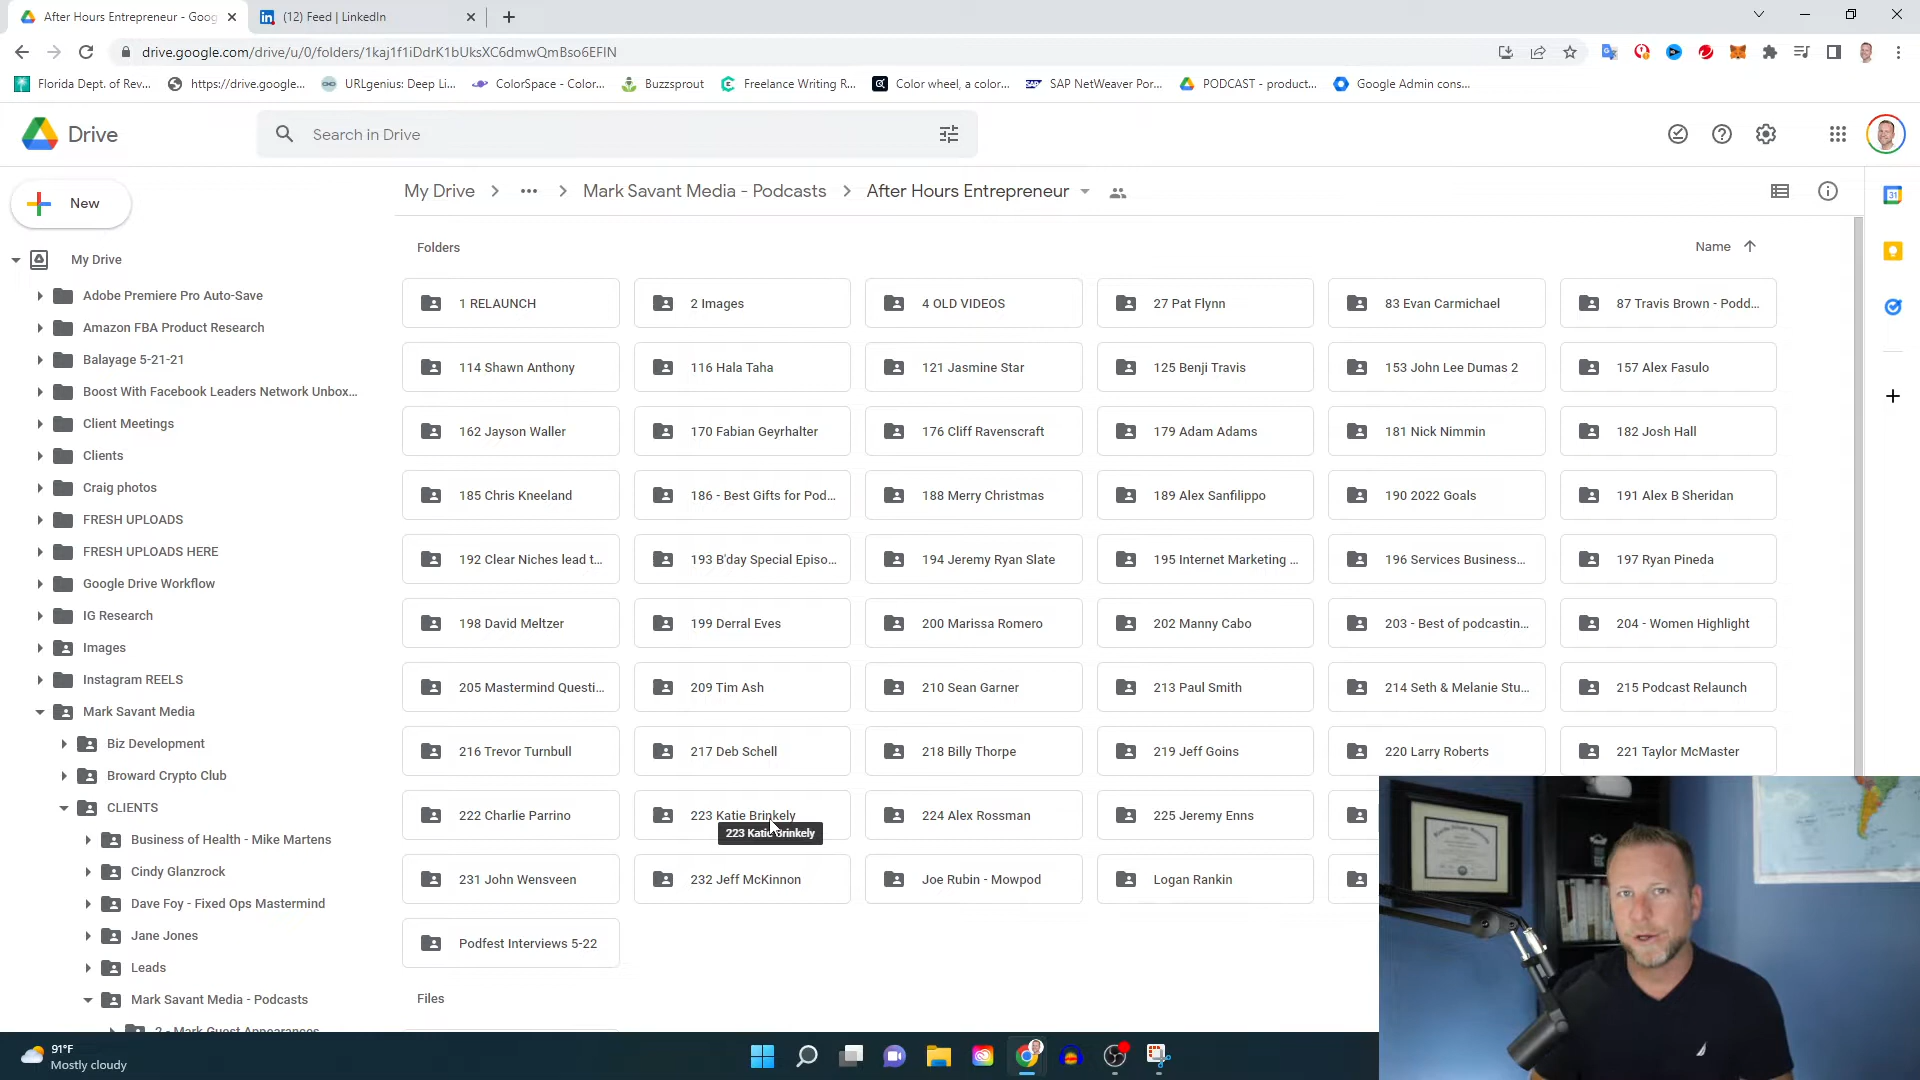 After Hours Entrepreneur - Goog
(12) Feed | LinkedIn
drive.google.com/drive/u/0/folders/1kaj1f1iDdrK1bUksXC6dmwQmBso6EFlN
Florida Dept. of Rev...
https://drive.google...
URLgenius: Deep Li...
ColorSpace - Color...
Buzzsprout
Freelance Writing R...
Color wheel, a color...
SAP NetWeaver Por...
PODCAST - product...
Google Admin cons...
Drive
Search in Drive
New
My Drive
Adobe Premiere Pro Auto-Save
Amazon FBA Product Research
Balayage 5-21-21
Boost With Facebook Leaders Network Unbox...
Client Meetings
Clients
Craig photos
FRESH UPLOADS
FRESH UPLOADS HERE
Google Drive Workflow
IG Research
Images
Instagram REELS
Mark Savant Media
Biz Development
Broward Crypto Club
CLIENTS
Business of Health - Mike Martens
Cindy Glanzrock
Dave Foy - Fixed Ops Mastermind
Jane Jones
Leads
Mark Savant Media - Podcasts
2 - Mark Guest Appearances
My Drive > ... > Mark Savant Media - Podcasts > After Hours Entrepreneur
Folders
Name
1 RELAUNCH
2 Images
4 OLD VIDEOS
27 Pat Flynn
83 Evan Carmichael
87 Travis Brown - Podd...
114 Shawn Anthony
116 Hala Taha
121 Jasmine Star
125 Benji Travis
153 John Lee Dumas 2
157 Alex Fasulo
162 Jayson Waller
170 Fabian Geyrhalter
176 Cliff Ravenscraft
179 Adam Adams
181 Nick Nimmin
182 Josh Hall
185 Chris Kneeland
186 - Best Gifts for Pod...
188 Merry Christmas
189 Alex Sanfilippo
190 2022 Goals
191 Alex B Sheridan
192 Clear Niches lead t...
193 B'day Special Episo...
194 Jeremy Ryan Slate
195 Internet Marketing ...
196 Services Business...
197 Ryan Pineda
198 David Meltzer
199 Derral Eves
200 Marissa Romero
202 Manny Cabo
203 - Best of podcastin...
204 - Women Highlight
205 Mastermind Questi...
209 Tim Ash
210 Sean Garner
213 Paul Smith
214 Seth & Melanie Stu...
215 Podcast Relaunch
216 Trevor Turnbull
217 Deb Schell
218 Billy Thorpe
219 Jeff Goins
220 Larry Roberts
221 Taylor McMaster
222 Charlie Parrino
223 Katie Brinkely
223 Katie Brinkely
224 Alex Rossman
225 Jeremy Enns
231 John Wensveen
232 Jeff McKinnon
Joe Rubin - Mowpod
Logan Rankin
Podfest Interviews 5-22
Files
31
91°F
Mostly cloudy